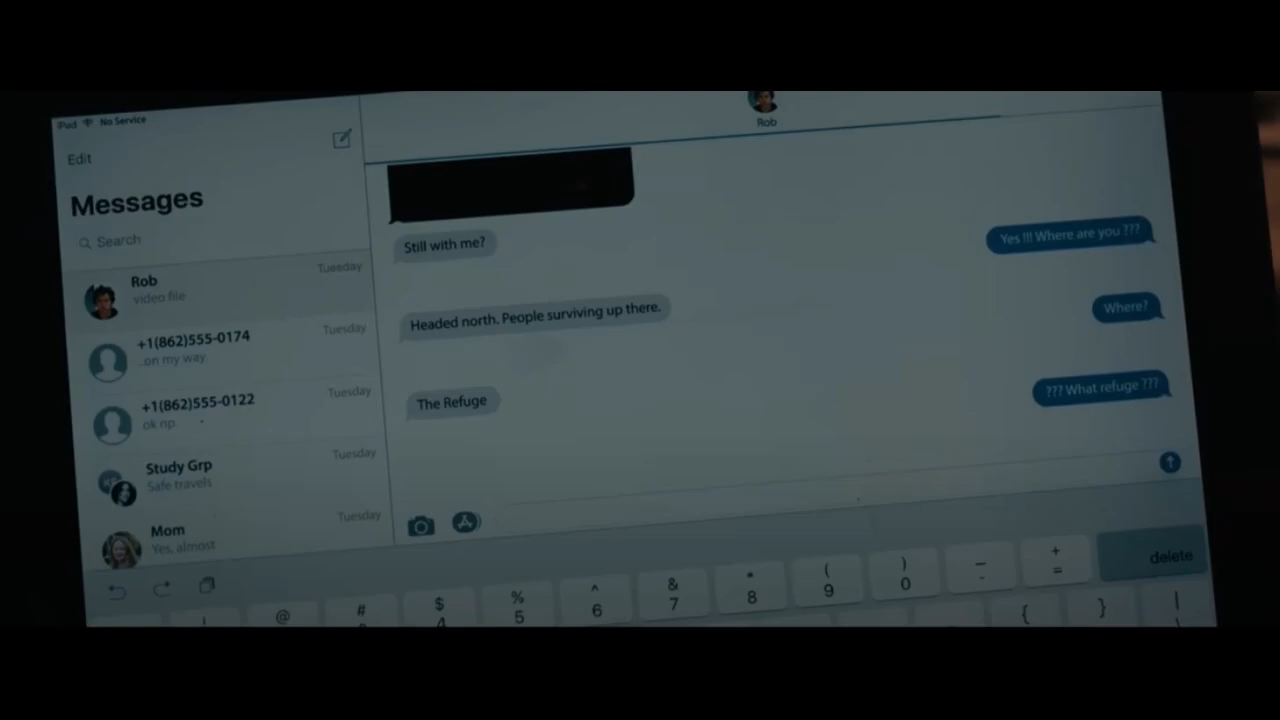 iPad No Service
Edit
Messages
Search
Rob
Tuesday
video file
+1(862)555-0174
Tuesday
..on my way.
+1(862)555-0122
Tuesday
ok np.
Study Grp
Tuesday
Safe travels
Mom
Tuesday
Yes, almost
Rob
Still with me?
Yes !!! Where are you ???
Headed north. People surviving up there.
Where?
The Refuge
??? What refuge ???
@ # $ % ^ & * ( ) _ +
4 5 6 7 8 9 0 - = delete
{ } |